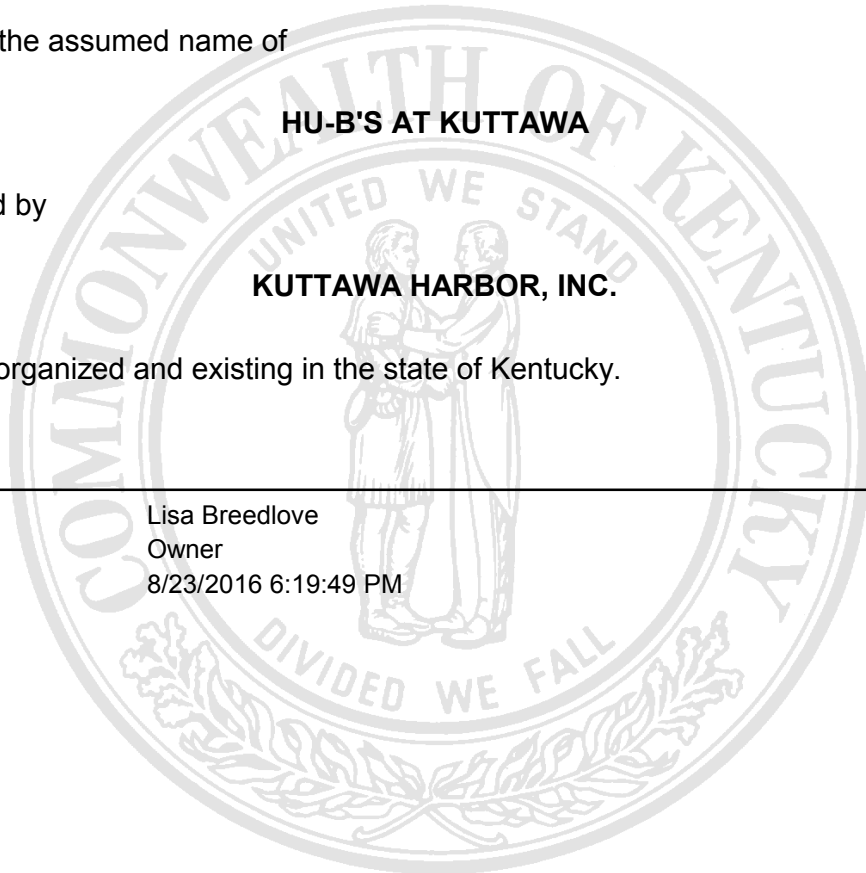 the assumed name of
HU-B'S AT KUTTAWA
d by
KUTTAWA HARBOR, INC.
organized and existing in the state of Kentucky.
Lisa Breedlove
Owner
8/23/2016 6:19:49 PM
COMMONWEALTH OF KENTUCKY
UNITED WE STAND
DIVIDED WE FALL